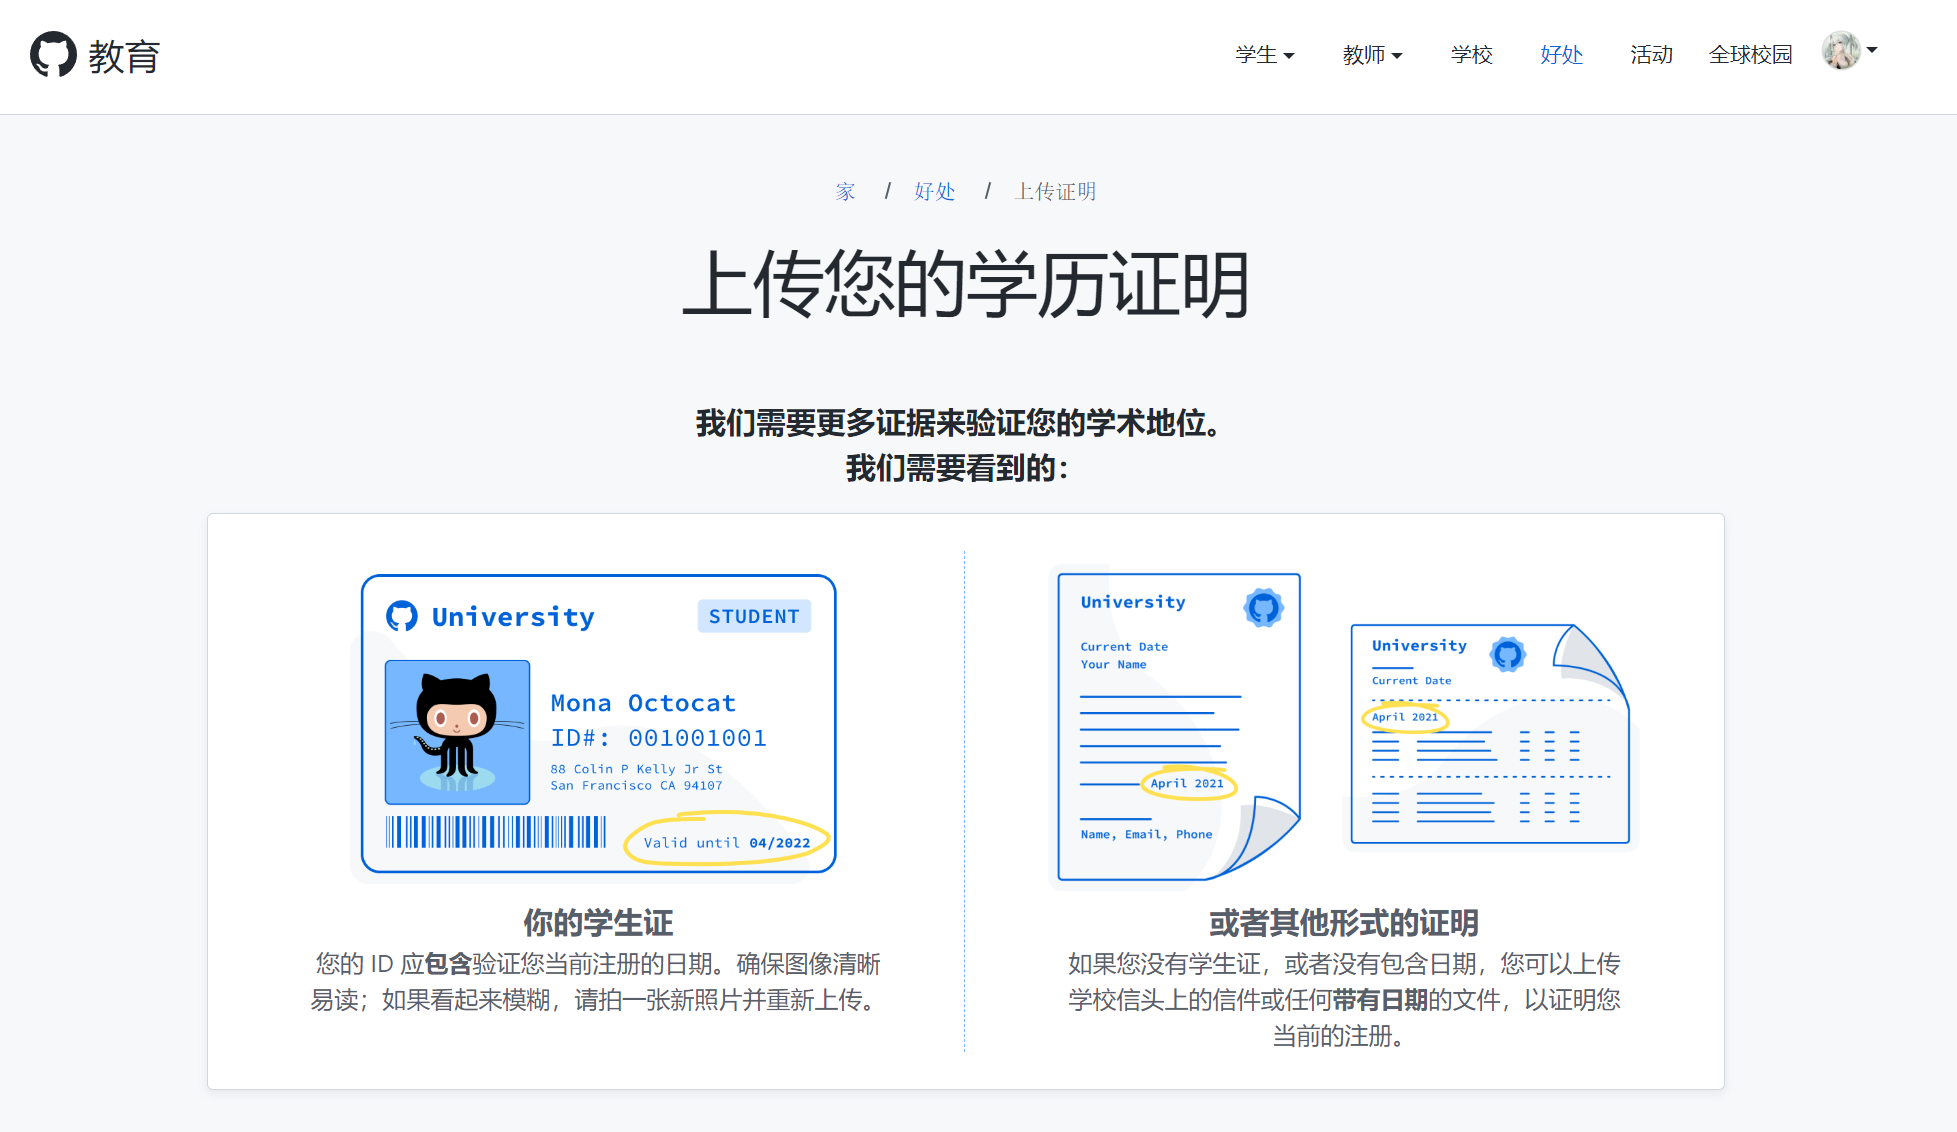 教育
学生
教师
学校
好处
活动
全球校园
家 / 好处 / 上传证明
上传您的学历证明
我们需要更多证据来验证您的学术地位。
我们需要看到的：
University
STUDENT
Mona Octocat
ID#: 001001001
88 Colin P Kelly Jr St
San Francisco CA 94107
Valid until 04/2022
你的学生证
您的 ID 应包含验证您当前注册的日期。确保图像清晰
易读；如果看起来模糊，请拍一张新照片并重新上传。
University
Current Date
Your Name
April 2021
Name, Email, Phone
University
Current Date
April 2021
或者其他形式的证明
如果您没有学生证，或者没有包含日期，您可以上传
学校信头上的信件或任何带有日期的文件，以证明您
当前的注册。